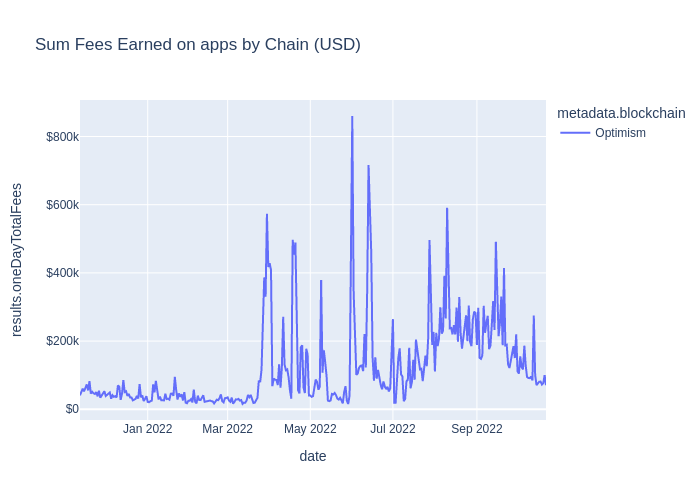 Sum Fees Earned on apps by Chain (USD)
metadata.blockchain
Optimism
$800k
$600k
$400k
$200k
$0
results.oneDayTotalFees
Jan 2022
Mar 2022
May 2022
Jul 2022
Sep 2022
date